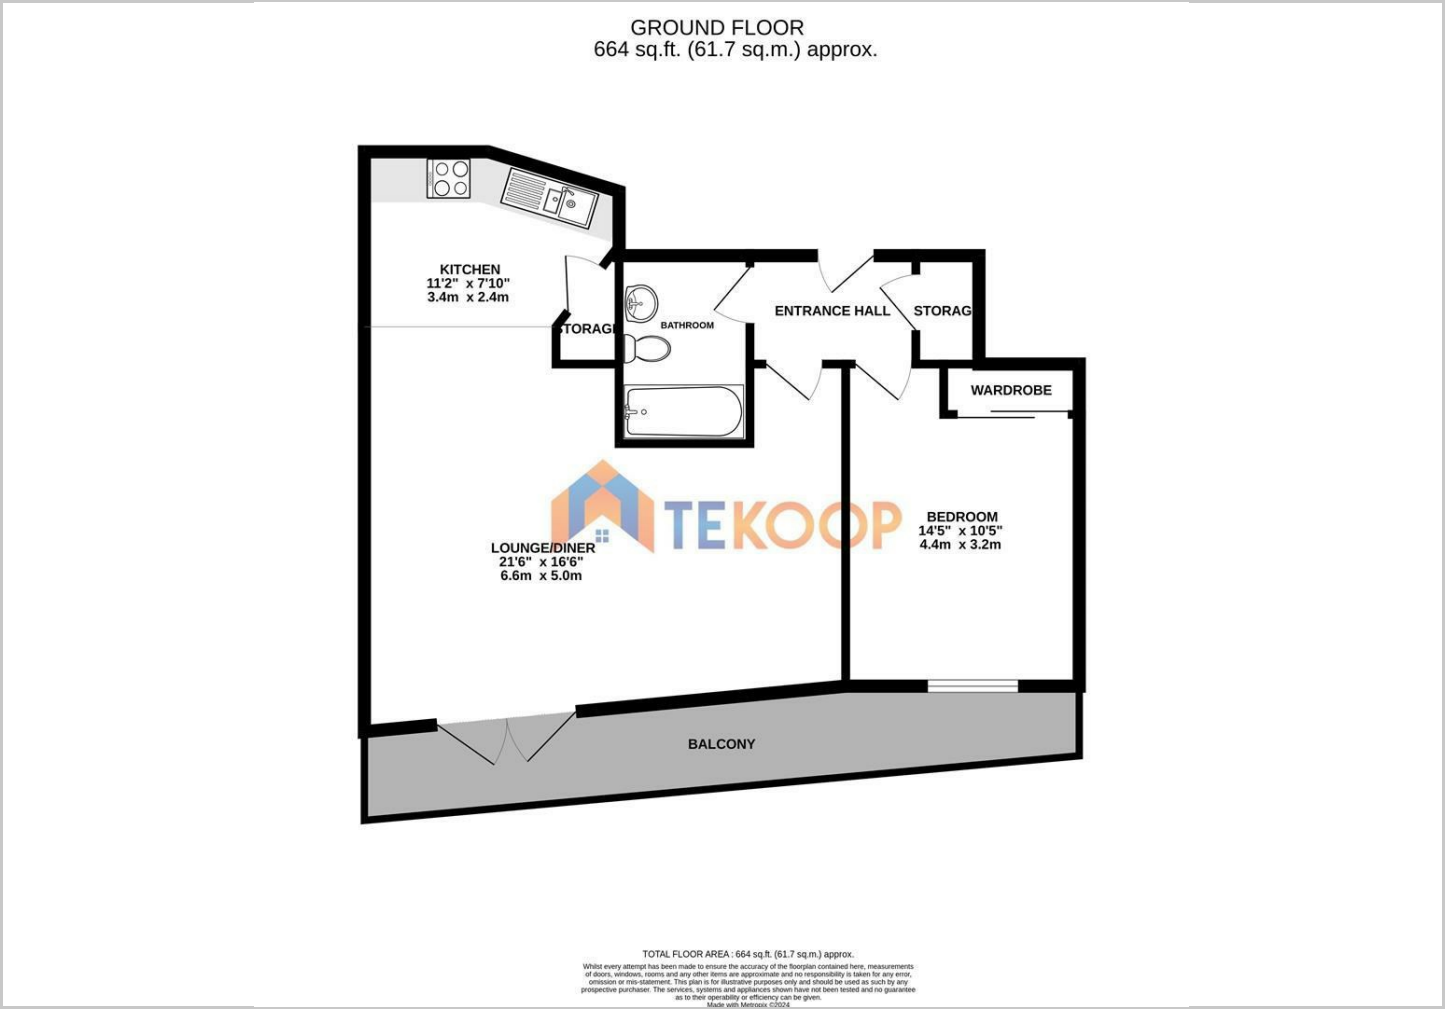 GROUND FLOOR
664 sq.ft. (61.7 sq.m.) approx.
KITCHEN
11'2" x 7'10"
3.4m x 2.4m
STORAGE
BATHROOM
ENTRANCE HALL
STORAG
WARDROBE
TEKOOP
BEDROOM
14'5" x 10'5"
4.4m x 3.2m
LOUNGE/DINER
21'6" x 16'6"
6.6m x 5.0m
BALCONY
TOTAL FLOOR AREA : 664 sq.ft. (61.7 sq.m.) approx.
Whilst every attempt has been made to ensure the accuracy of the floorplan contained here, measurements
of doors, windows, rooms and any other items are approximate and no responsibility is taken for any error,
omission or mis-statement. This plan is for illustrative purposes only and should be used as such by any
prospective purchaser. The services, systems and appliances shown have not been tested and no guarantee
as to their operability or efficiency can be given.
Made with Metropix ©2024